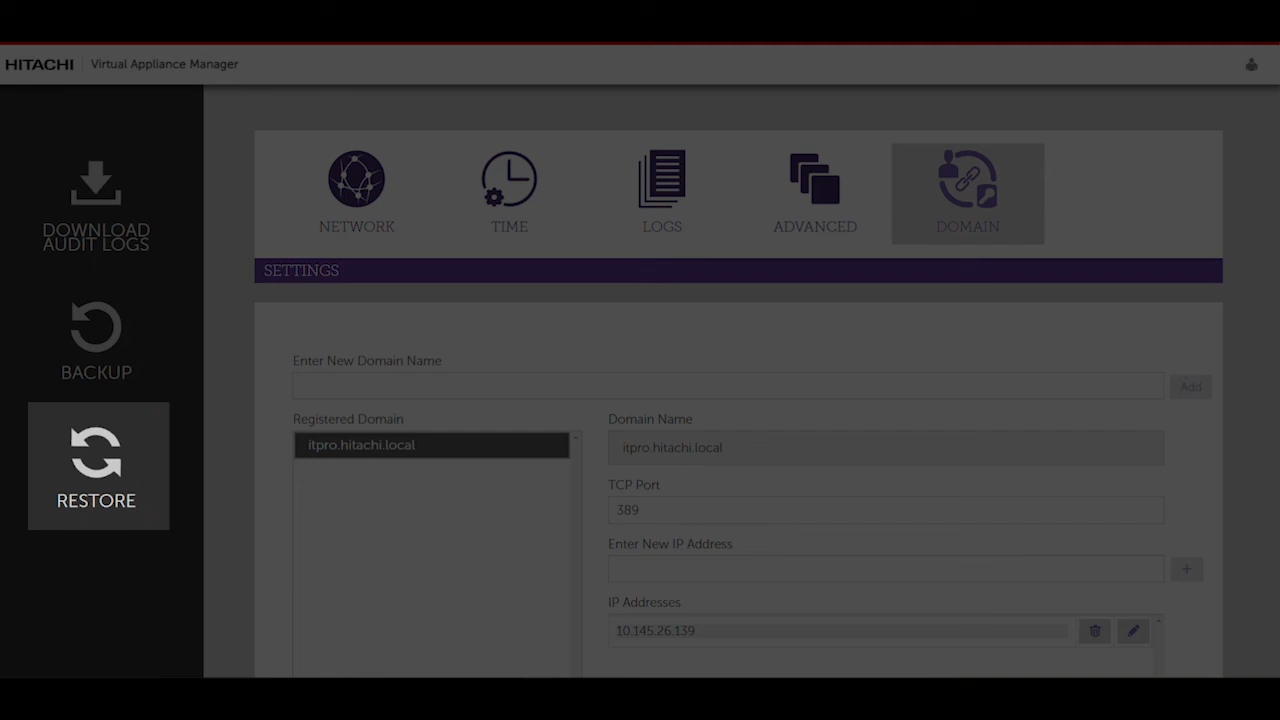 HITACHI
Virtual Appliance Manager
DOWNLOAD
AUDIT LOGS
BACKUP
RESTORE
NETWORK
TIME
LOGS
ADVANCED
DOMAIN
SETTINGS
Enter New Domain Name
Add
Registered Domain
itpro.hitachi.local
Domain Name
itpro.hitachi.local
TCP Port
389
Enter New IP Address
+
IP Addresses
10.145.26.139